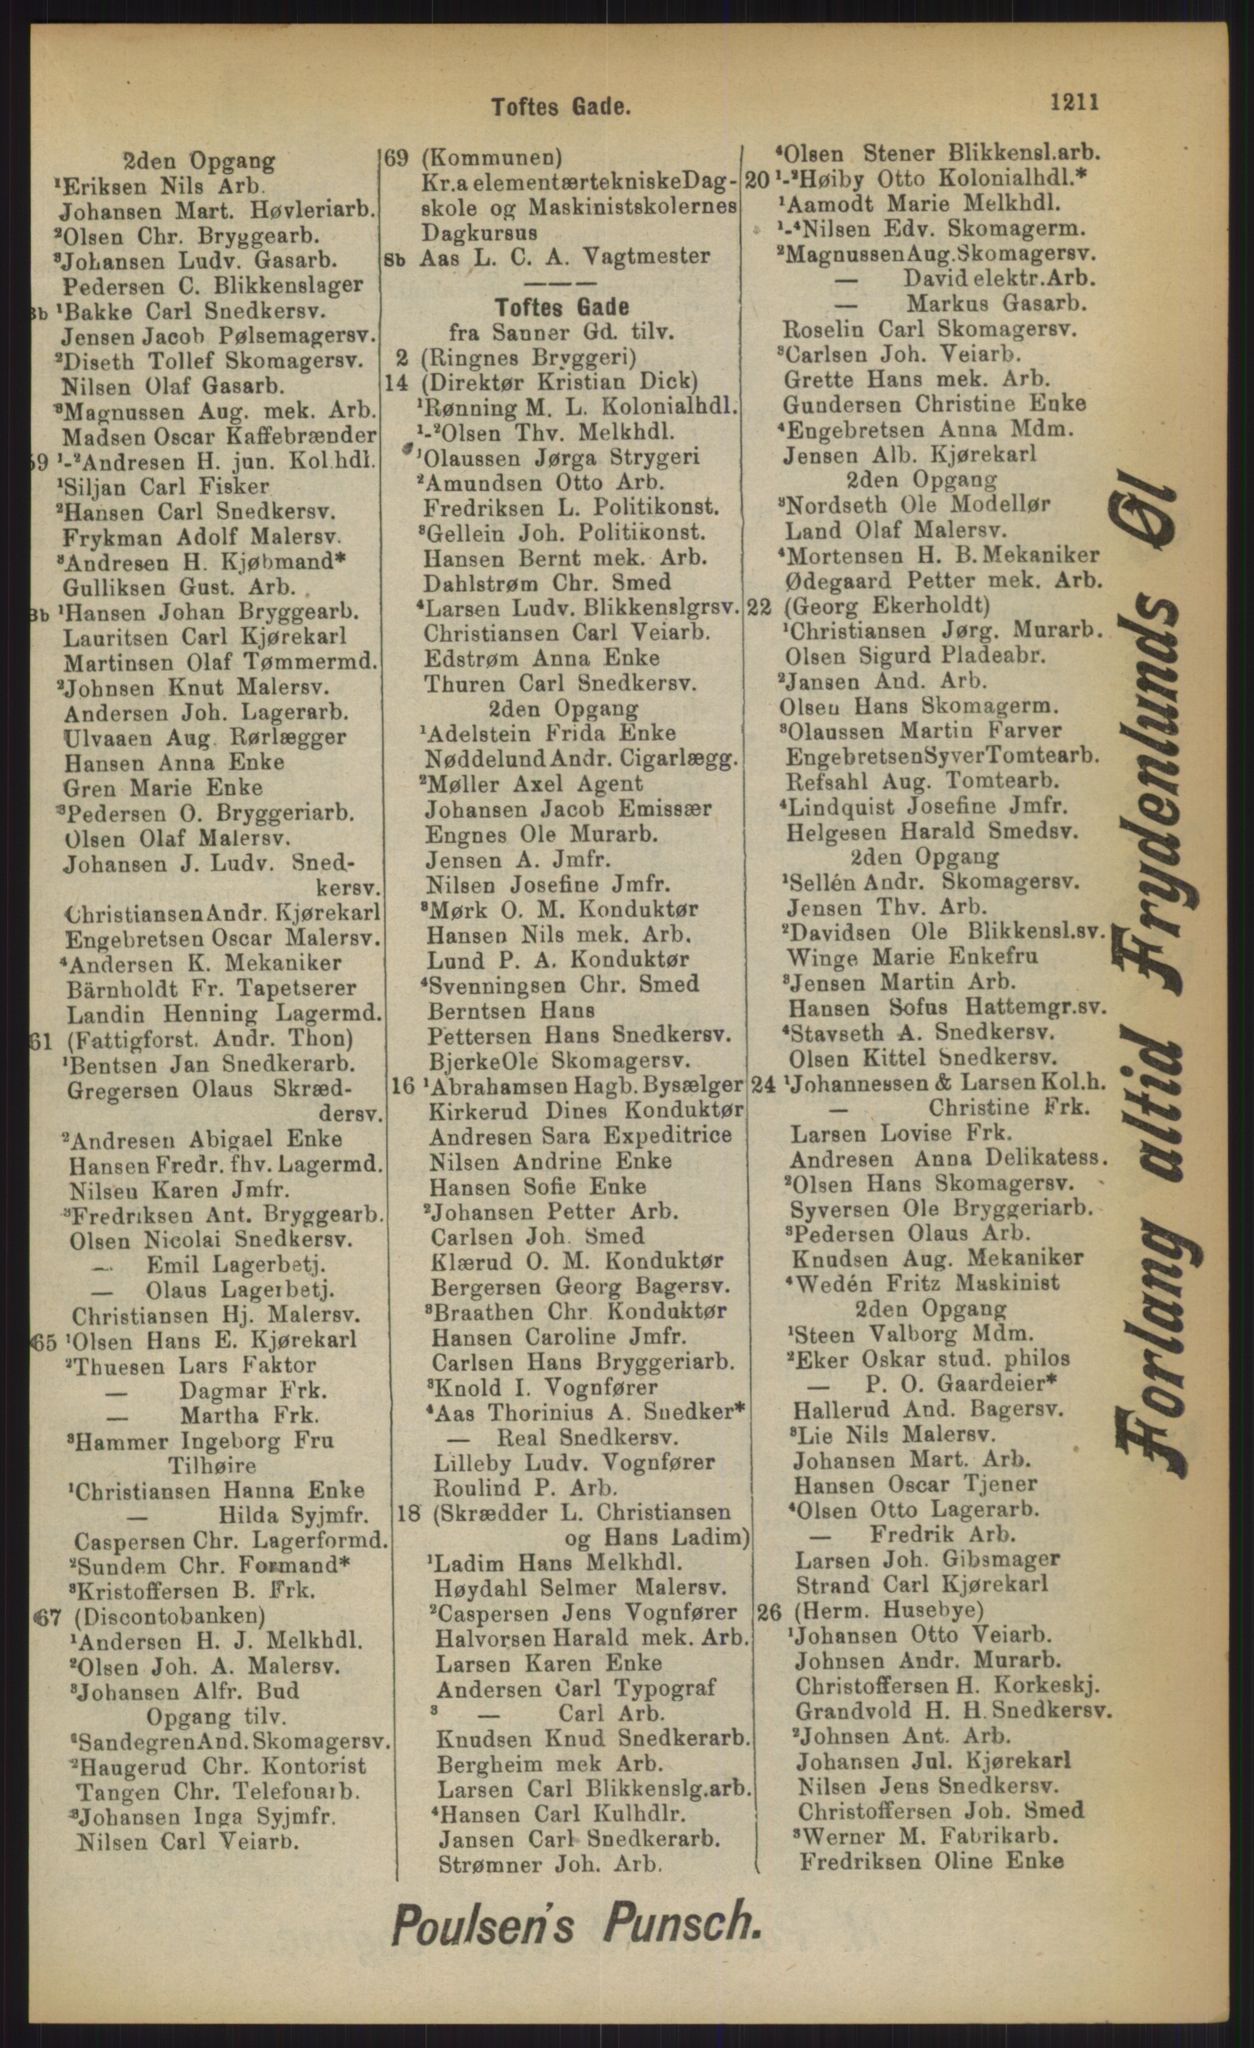 Toftes Gade.
1211
2den Opgang
¹Eriksen Nils Arb.
Johansen Mart. Høvleriarb.
²Olsen Chr. Bryggearb.
³Johansen Ludv. Gasarb.
Pedersen C. Blikkenslager
8b ¹Bakke Carl Snedkersv.
Jensen Jacob Pølsemagersv.
²Diseth Tollef Skomagersv.
Nilsen Olaf Gasarb.
³Magnussen Aug. mek. Arb.
Madsen Oscar Kaffebrænder
59 ¹-²Andresen H. jun. Kol.hdl.
¹Siljan Carl Fisker
²Hansen Carl Snedkersv.
Frykman Adolf Malersv.
³Andresen H. Kjøbmand*
Gulliksen Gust. Arb.
8b ¹Hansen Johan Bryggearb.
Lauritsen Carl Kjørekarl
Martinsen Olaf Tømmermd.
²Johnsen Knut Malersv.
Andersen Joh. Lagerarb.
Ulvaaen Aug. Rørlægger
Hansen Anna Enke
Gren Marie Enke
³Pedersen O. Bryggeriarb.
Olsen Olaf Malersv.
Johansen J. Ludv. Sned-
kersv.
Christiansen Andr. Kjørekarl
Engebretsen Oscar Malersv.
⁴Andersen K. Mekaniker
Bärnholdt Fr. Tapetserer
Landin Henning Lagermd.
61 (Fattigforst. Andr. Thon)
¹Bentsen Jan Snedkerarb.
Gregersen Olaus Skræd-
dersv.
²Andresen Abigael Enke
Hansen Fredr. fhv. Lagermd.
Nilsen Karen Jmfr.
³Fredriksen Ant. Bryggearb.
Olsen Nicolai Snedkersv.
— Emil Lagerbetj.
— Olaus Lagerbetj.
Christiansen Hj. Malersv.
65 ¹Olsen Hans E. Kjørekarl
²Thuesen Lars Faktor
— Dagmar Frk.
— Martha Frk.
³Hammer Ingeborg Fru
Tilhøire
¹Christiansen Hanna Enke
— Hilda Syjmfr.
Caspersen Chr. Lagerformd.
²Sundem Chr. Formand*
³Kristoffersen B. Frk.
67 (Discontobanken)
¹Andersen H. J. Melkhdl.
²Olsen Joh. A. Malersv.
³Johansen Alfr. Bud
Opgang tilv.
¹Sandegren And. Skomagersv.
²Haugerud Chr. Kontorist
Tangen Chr. Telefonarb.
³Johansen Inga Syjmfr.
Nilsen Carl Veiarb.
69 (Kommunen)
Kr.a elementærtekniske Dag-
skole og Maskinistskolernes
Dagkursus
8b Aas L. C. A. Vagtmester
Toftes Gade
fra Sanner Gd. tilv.
2 (Ringnes Bryggeri)
14 (Direktør Kristian Dick)
¹Rønning M. L. Kolonialhdl.
¹-²Olsen Thv. Melkhdl.
¹Olaussen Jørga Strygeri
²Amundsen Otto Arb.
Fredriksen L. Politikonst.
³Gellein Joh. Politikonst.
Hansen Bernt mek. Arb.
Dahlstrøm Chr. Smed
⁴Larsen Ludv. Blikkenslgrsv.
Christiansen Carl Veiarb.
Edstrøm Anna Enke
Thuren Carl Snedkersv.
2den Opgang
¹Adelstein Frida Enke
Nøddelund Andr. Cigarlægg.
²Møller Axel Agent
Johansen Jacob Emissær
Engnes Ole Murarb.
Jensen A. Jmfr.
Nilsen Josefine Jmfr.
³Mørk O. M. Konduktør
Hansen Nils mek. Arb.
Lund P. A. Konduktør
⁴Svenningsen Chr. Smed
Berntsen Hans
Pettersen Hans Snedkersv.
Bjerke Ole Skomagersv.
16 ¹Abrahamsen Hagb. Bysælger
Kirkerud Dines Konduktør
Andresen Sara Expeditrice
Nilsen Andrine Enke
Hansen Sofie Enke
²Johansen Petter Arb.
Carlsen Joh. Smed
Klærud O. M. Konduktør
Bergersen Georg Bagersv.
³Braathen Chr. Konduktør
Hansen Caroline Jmfr.
Carlsen Hans Bryggeriarb.
³Knold I. Vognfører
⁴Aas Thorinius A. Snedker*
— Real Snedkersv.
Lilleby Ludv. Vognfører
Roulind P. Arb.
18 (Skrædder L. Christiansen
og Hans Ladim)
¹Ladim Hans Melkhdl.
Høydahl Selmer Malersv.
²Caspersen Jens Vognfører
Halvorsen Harald mek. Arb.
Larsen Karen Enke
Andersen Carl Typograf
³ — Carl Arb.
Knudsen Knud Snedkerarb.
Bergheim mek Arb.
Larsen Carl Blikkenslg.arb.
⁴Hansen Carl Kulhdlr.
Jansen Carl Snedkerarb.
Strømner Joh. Arb.
⁴Olsen Stener Blikkensl.arb.
20 ¹-²Høiby Otto Kolonialhdl.*
¹Aamodt Marie Melkhdl.
¹-⁴Nilsen Edv. Skomagerm.
²Magnussen Aug. Skomagersv.
— David elektr. Arb.
— Markus Gasarb.
Roselin Carl Skomagersv.
³Carlsen Joh. Veiarb.
Grette Hans mek. Arb.
Gundersen Christine Enke
⁴Engebretsen Anna Mdm.
Jensen Alb. Kjørekarl
2den Opgang
³Nordseth Ole Modellør
Land Olaf Malersv.
⁴Mortensen H. B. Mekaniker
Ødegaard Petter mek. Arb.
22 (Georg Ekerholdt)
¹Christiansen Jørg. Murarb.
Olsen Sigurd Pladeabr.
²Jansen And. Arb.
Olsen Hans Skomagerm.
³Olaussen Martin Farver
Engebretsen Syver Tomtearb.
Refsahl Aug. Tomtearb.
⁴Lindquist Josefine Jmfr.
Helgesen Harald Smedsv.
2den Opgang
¹Sellén Andr. Skomagersv.
Jensen Thv. Arb.
²Davidsen Ole Blikkensl.sv.
Winge Marie Enkefru
³Jensen Martin Arb.
Hansen Sofus Hattemgr.sv.
⁴Stavseth A. Snedkersv.
Olsen Kittel Snedkersv.
24 ¹Johannessen & Larsen Kol.h.
— Christine Frk.
Larsen Lovise Frk.
Andresen Anna Delikatess.
²Olsen Hans Skomagersv.
Syversen Ole Bryggeriarb.
³Pedersen Olaus Arb.
Knudsen Aug. Mekaniker
⁴Wedén Fritz Maskinist
2den Opgang
¹Steen Valborg Mdm.
²Eker Oskar stud. philos
— P. O. Gaardeier*
Hallerud And. Bagersv.
³Lie Nils Malersv.
Johansen Mart. Arb.
Hansen Oscar Tjener
⁴Olsen Otto Lagerarb.
— Fredrik Arb.
Larsen Joh. Gibsmager
Strand Carl Kjørekarl
26 (Herm. Husebye)
¹Johansen Otto Veiarb.
Johnsen Andr. Murarb.
Christoffersen H. Korkeskj.
Grandvold H. H. Snedkersv.
²Johnsen Ant. Arb.
Johansen Jul. Kjørekarl
Nilsen Jens Snedkersv.
Christoffersen Joh. Smed
³Werner M. Fabrikarb.
Fredriksen Oline Enke
Forlang altid Frydenlunds Øl
Poulsen's Punsch.